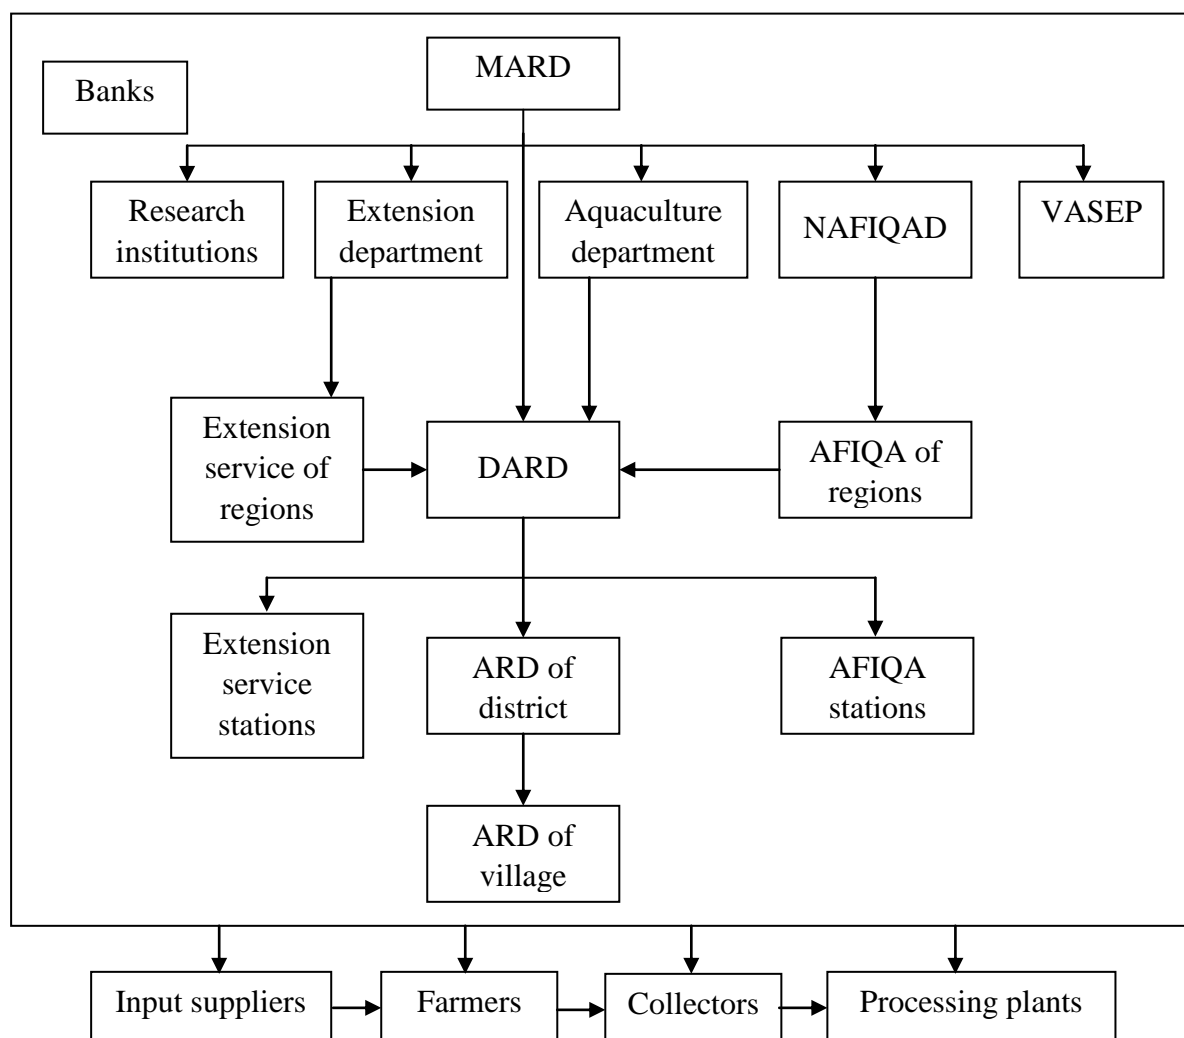 MARD
Banks
Research
institutions
Extension
department
Aquaculture
department
NAFIQAD
VASEP
Extension
service of
regions
DARD
AFIQA of
regions
Extension
service
stations
ARD of
district
AFIQA
stations
ARD of
village
Input suppliers
Farmers
Collectors
Processing plants